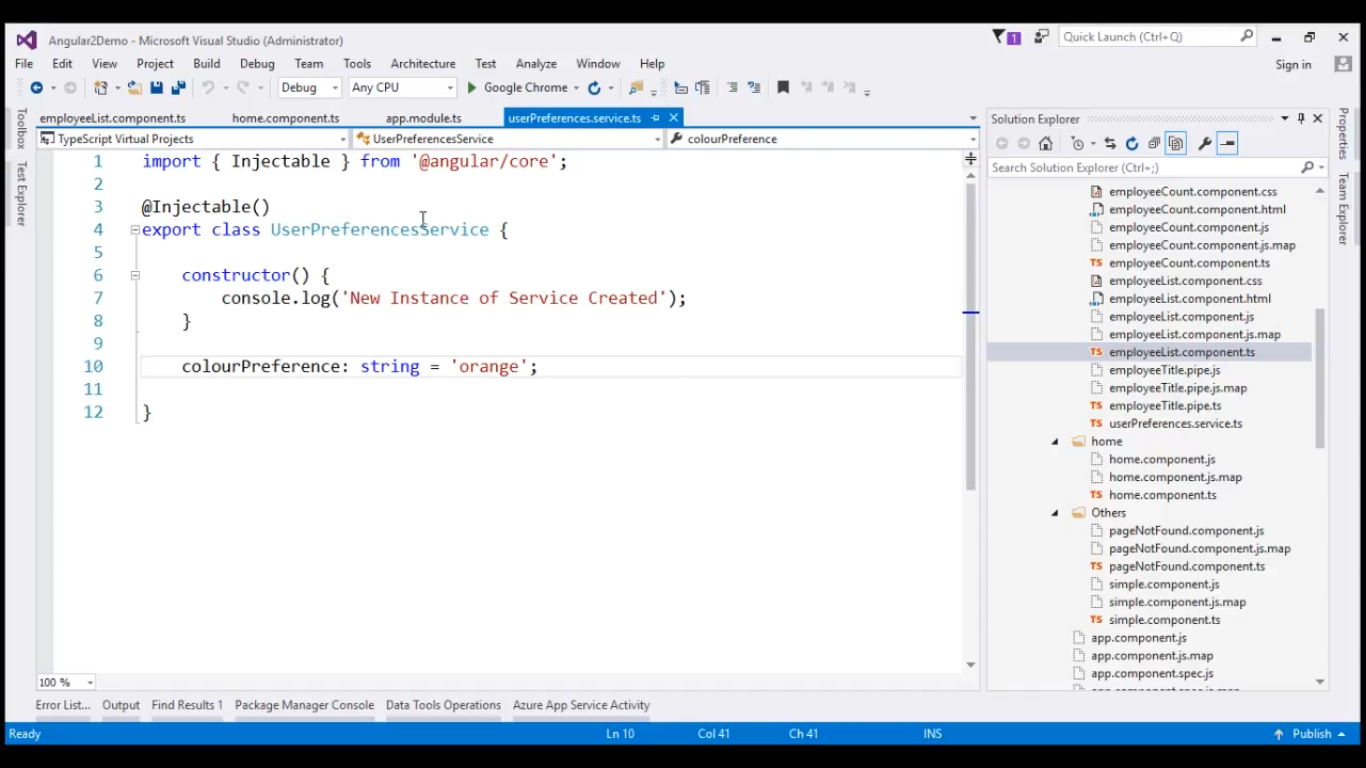 Angular2Demo - Microsoft Visual Studio (Administrator)
1
Quick Launch (Ctrl+Q)
File Edit View Project Build Debug Team Tools Architecture Test Analyze Window Help
Sign in
Debug Any CPU Google Chrome
Toolbox
Test Explorer
employeeList.component.ts home.component.ts app.module.ts userPreferences.service.ts
TypeScript Virtual Projects UserPreferencesService colourPreference
1 import { Injectable } from '@angular/core';
2
3 @Injectable()
4 export class UserPreferencesService {
5
6 constructor() {
7 console.log('New Instance of Service Created');
8 }
9
10 colourPreference: string = 'orange';
11
12 }
100 %
Solution Explorer
Search Solution Explorer (Ctrl+;)
employeeCount.component.css
employeeCount.component.html
employeeCount.component.js
employeeCount.component.js.map
TS employeeCount.component.ts
employeeList.component.css
employeeList.component.html
employeeList.component.js
employeeList.component.js.map
TS employeeList.component.ts
employeeTitle.pipe.js
employeeTitle.pipe.js.map
TS employeeTitle.pipe.ts
TS userPreferences.service.ts
home
home.component.js
home.component.js.map
TS home.component.ts
Others
pageNotFound.component.js
pageNotFound.component.js.map
TS pageNotFound.component.ts
simple.component.js
simple.component.js.map
TS simple.component.ts
app.component.js
app.component.js.map
app.component.spec.js
Properties
Team Explorer
Error List... Output Find Results 1 Package Manager Console Data Tools Operations Azure App Service Activity
Ready Ln 10 Col 41 Ch 41 INS Publish